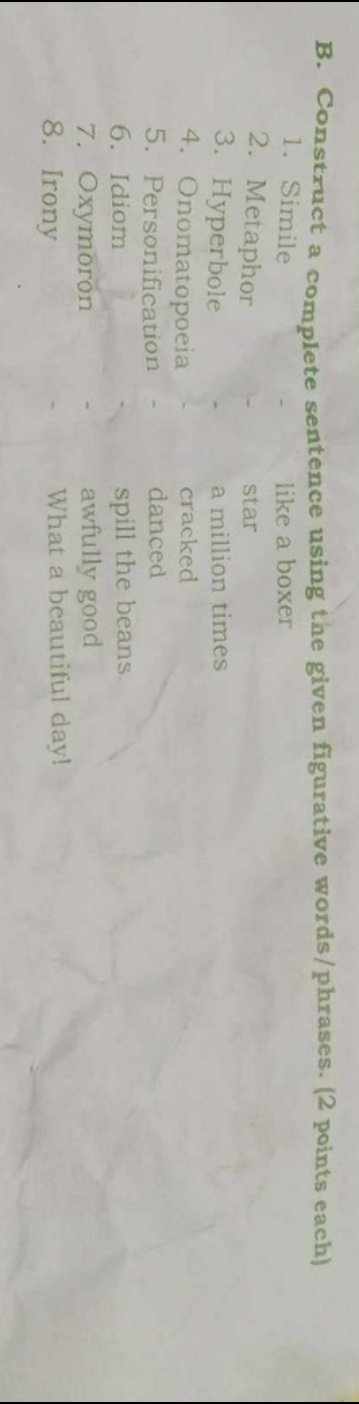 B. Construct a complete sentence using the given figurative words/phrases. (2 points each)
1. Simile - like a boxer
2. Metaphor - star
3. Hyperbole - a million times
4. Onomatopoeia - cracked
5. Personification - danced
6. Idiom - spill the beans
7. Oxymoron - awfully good
8. Irony - What a beautiful day!